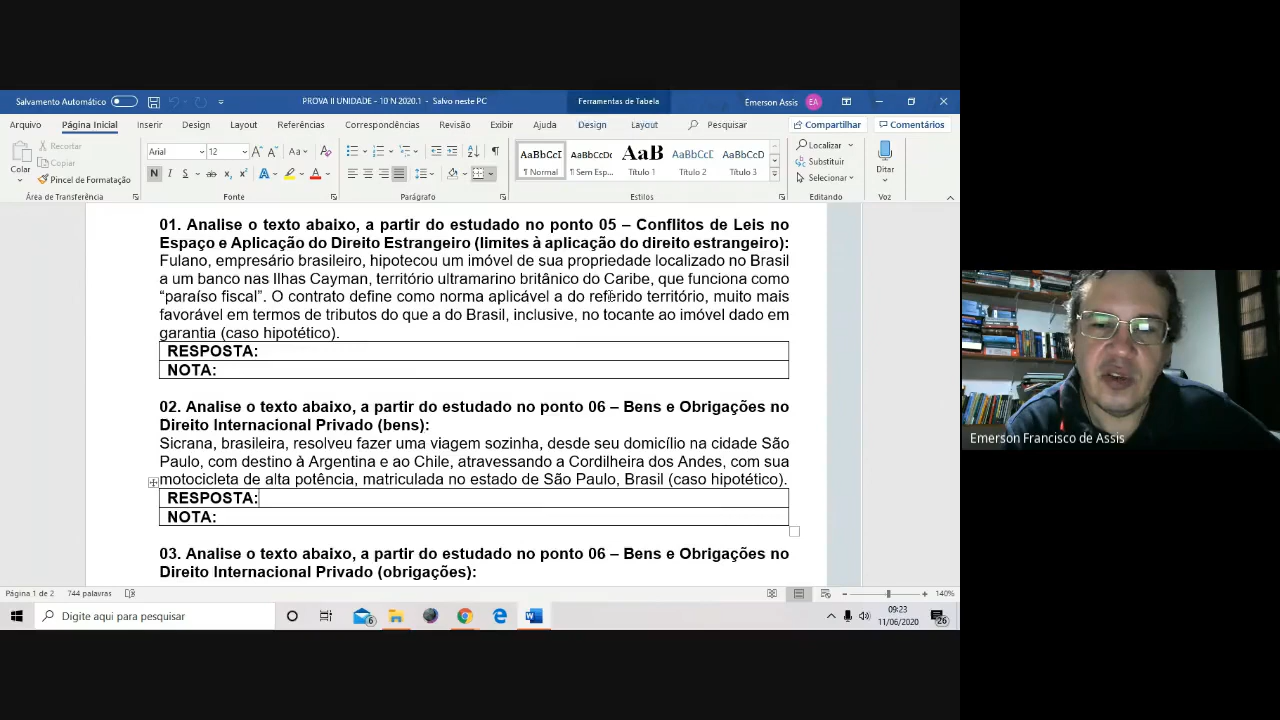 Salvamento Automático
PROVA II UNIDADE - 10 N 2020.1 - Salvo neste PC
Ferramentas de Tabela
Emerson Assis
EA
Arquivo
Página Inicial
Inserir
Design
Layout
Referências
Correspondências
Revisão
Exibir
Ajuda
Design
Layout
Pesquisar
Compartilhar
Comentários
Colar
Recortar
Copiar
Pincel de Formatação
Área de Transferência
Arial
12
N I S ab x₂ x²
Fonte
Parágrafo
AaBbCcI
¶ Normal
AaBbCcDc
¶ Sem Esp...
AaB
Título 1
AaBbCcE
Título 2
AaBbCcD
Título 3
Estilos
Localizar
Substituir
Selecionar
Editando
Ditar
Voz
01. Analise o texto abaixo, a partir do estudado no ponto 05 – Conflitos de Leis no
Espaço e Aplicação do Direito Estrangeiro (limites à aplicação do direito estrangeiro):
Fulano, empresário brasileiro, hipotecou um imóvel de sua propriedade localizado no Brasil
a um banco nas Ilhas Cayman, território ultramarino britânico do Caribe, que funciona como
“paraíso fiscal”. O contrato define como norma aplicável a do referido território, muito mais
favorável em termos de tributos do que a do Brasil, inclusive, no tocante ao imóvel dado em
garantia (caso hipotético).
RESPOSTA:
NOTA:
02. Analise o texto abaixo, a partir do estudado no ponto 06 – Bens e Obrigações no
Direito Internacional Privado (bens):
Sicrana, brasileira, resolveu fazer uma viagem sozinha, desde seu domicílio na cidade São
Paulo, com destino à Argentina e ao Chile, atravessando a Cordilheira dos Andes, com sua
motocicleta de alta potência, matriculada no estado de São Paulo, Brasil (caso hipotético).
RESPOSTA:
NOTA:
03. Analise o texto abaixo, a partir do estudado no ponto 06 – Bens e Obrigações no
Direito Internacional Privado (obrigações):
Página 1 de 2
744 palavras
140%
Digite aqui para pesquisar
6
09:23
11/06/2020
26
Emerson Francisco de Assis